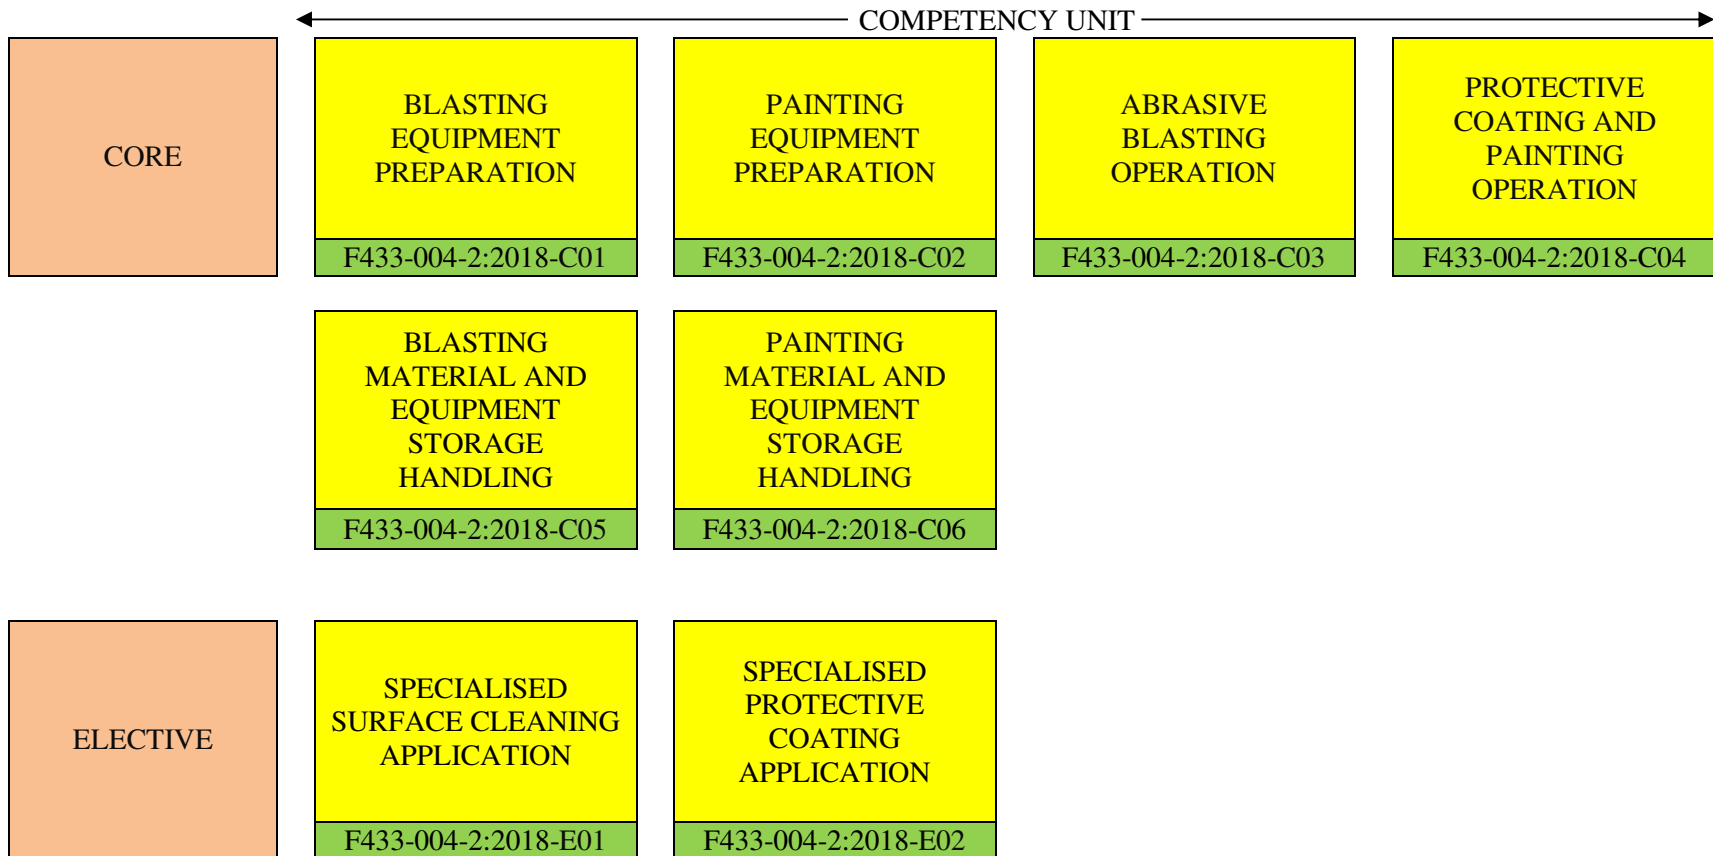 COMPETENCY UNIT
CORE
BLASTING
EQUIPMENT
PREPARATION
F433-004-2:2018-C01
PAINTING
EQUIPMENT
PREPARATION
F433-004-2:2018-C02
ABRASIVE
BLASTING
OPERATION
F433-004-2:2018-C03
PROTECTIVE
COATING AND
PAINTING
OPERATION
F433-004-2:2018-C04
BLASTING
MATERIAL AND
EQUIPMENT
STORAGE
HANDLING
F433-004-2:2018-C05
PAINTING
MATERIAL AND
EQUIPMENT
STORAGE
HANDLING
F433-004-2:2018-C06
ELECTIVE
SPECIALISED
SURFACE CLEANING
APPLICATION
F433-004-2:2018-E01
SPECIALISED
PROTECTIVE
COATING
APPLICATION
F433-004-2:2018-E02